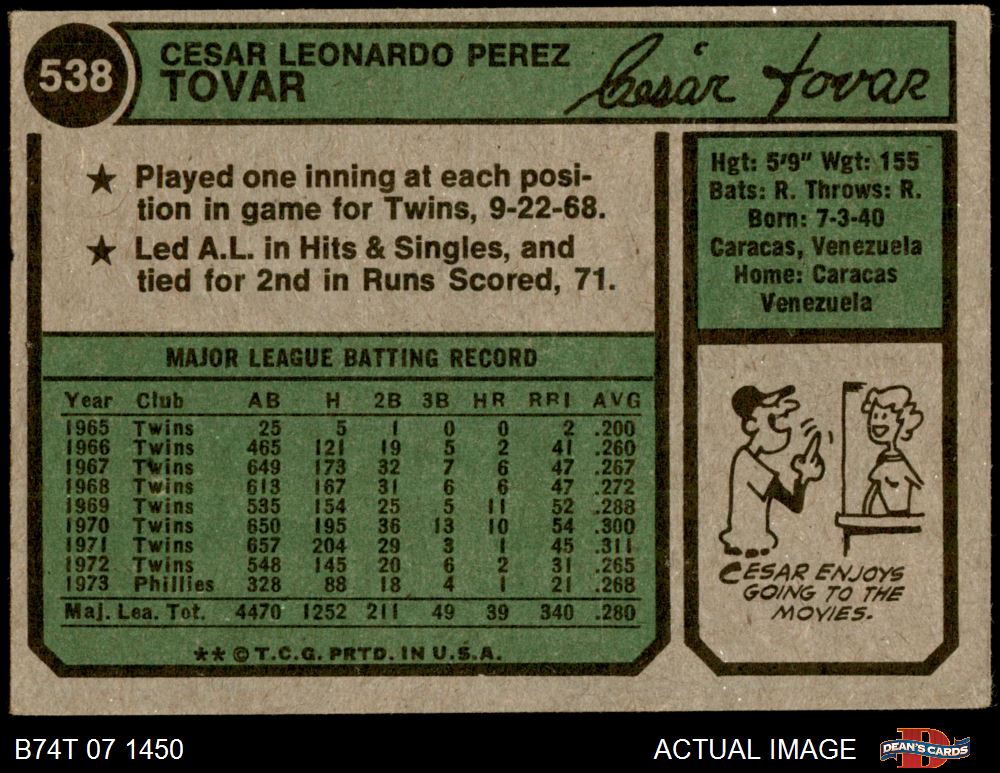 538
CESAR LEONARDO PEREZ
TOVAR
Cesár tovar
★ Played one inning at each posi-
tion in game for Twins, 9-22-68.
★ Led A.L. in Hits & Singles, and
tied for 2nd in Runs Scored, 71.
Hgt: 5'9" Wgt: 155
Bats: R. Throws: R.
Born: 7-3-40
Caracas, Venezuela
Home: Caracas
Venezuela
MAJOR LEAGUE BATTING RECORD
Year Club AB H 2B 3B HR RBI AVG
1965 Twins 25 5 1 0 0 2 .200
1966 Twins 465 121 19 5 2 41 .260
1967 Twins 649 173 32 7 6 47 .267
1968 Twins 613 167 31 6 6 47 .272
1969 Twins 535 154 25 5 11 52 .288
1970 Twins 650 195 36 13 10 54 .300
1971 Twins 657 204 29 3 1 45 .311
1972 Twins 548 145 20 6 2 31 .265
1973 Phillies 328 88 18 4 1 21 .268
Maj. Lea. Tot. 4470 1252 211 49 39 340 .280
** © T.C.G. PRTD. IN U.S.A.
CESAR ENJOYS
GOING TO THE
MOVIES.
B74T 07 1450
ACTUAL IMAGE
DEAN'S CARDS